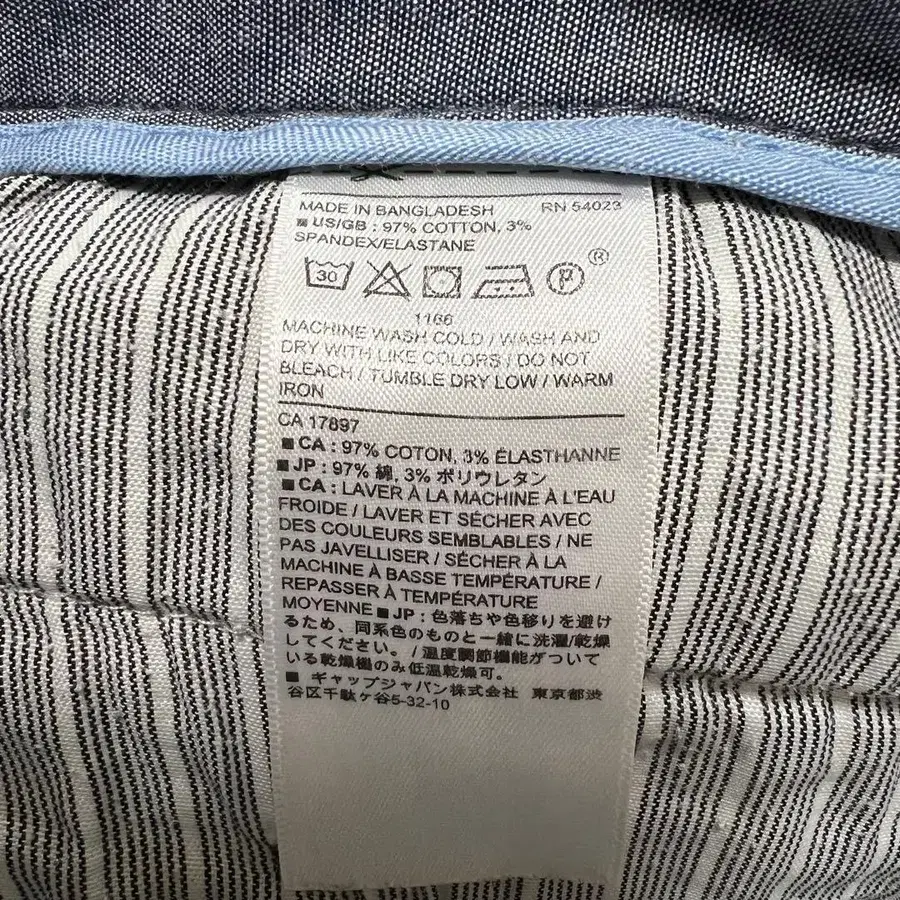 MADE IN BANGLADESH RN 54023
■ US/GB : 97% COTTON, 3%
SPANDEX/ELASTANE
30 P ®
1166
MACHINE WASH COLD / WASH AND
DRY WITH LIKE COLORS / DO NOT
BLEACH / TUMBLE DRY LOW / WARM
IRON
CA 17897
■ CA : 97% COTON, 3% ÉLASTHANNE
■ JP : 97% 綿, 3% ポリウレタン
■ CA : LAVER À LA MACHINE À L'EAU
FROIDE / LAVER ET SÉCHER AVEC
DES COULEURS SEMBLABLES / NE
PAS JAVELLISER / SÉCHER À LA
MACHINE À BASSE TEMPÉRATURE /
REPASSER À TEMPÉRATURE
MOYENNE ■ JP : 色落ちや色移りを避け
るため、同系色のものと一緒に洗濯/乾燥
してください。 / 温度調節機能がついて
いる乾燥機のみ低温乾燥可。
■ ギャップジャパン株式会社 東京都渋
谷区千駄ヶ谷5-32-10